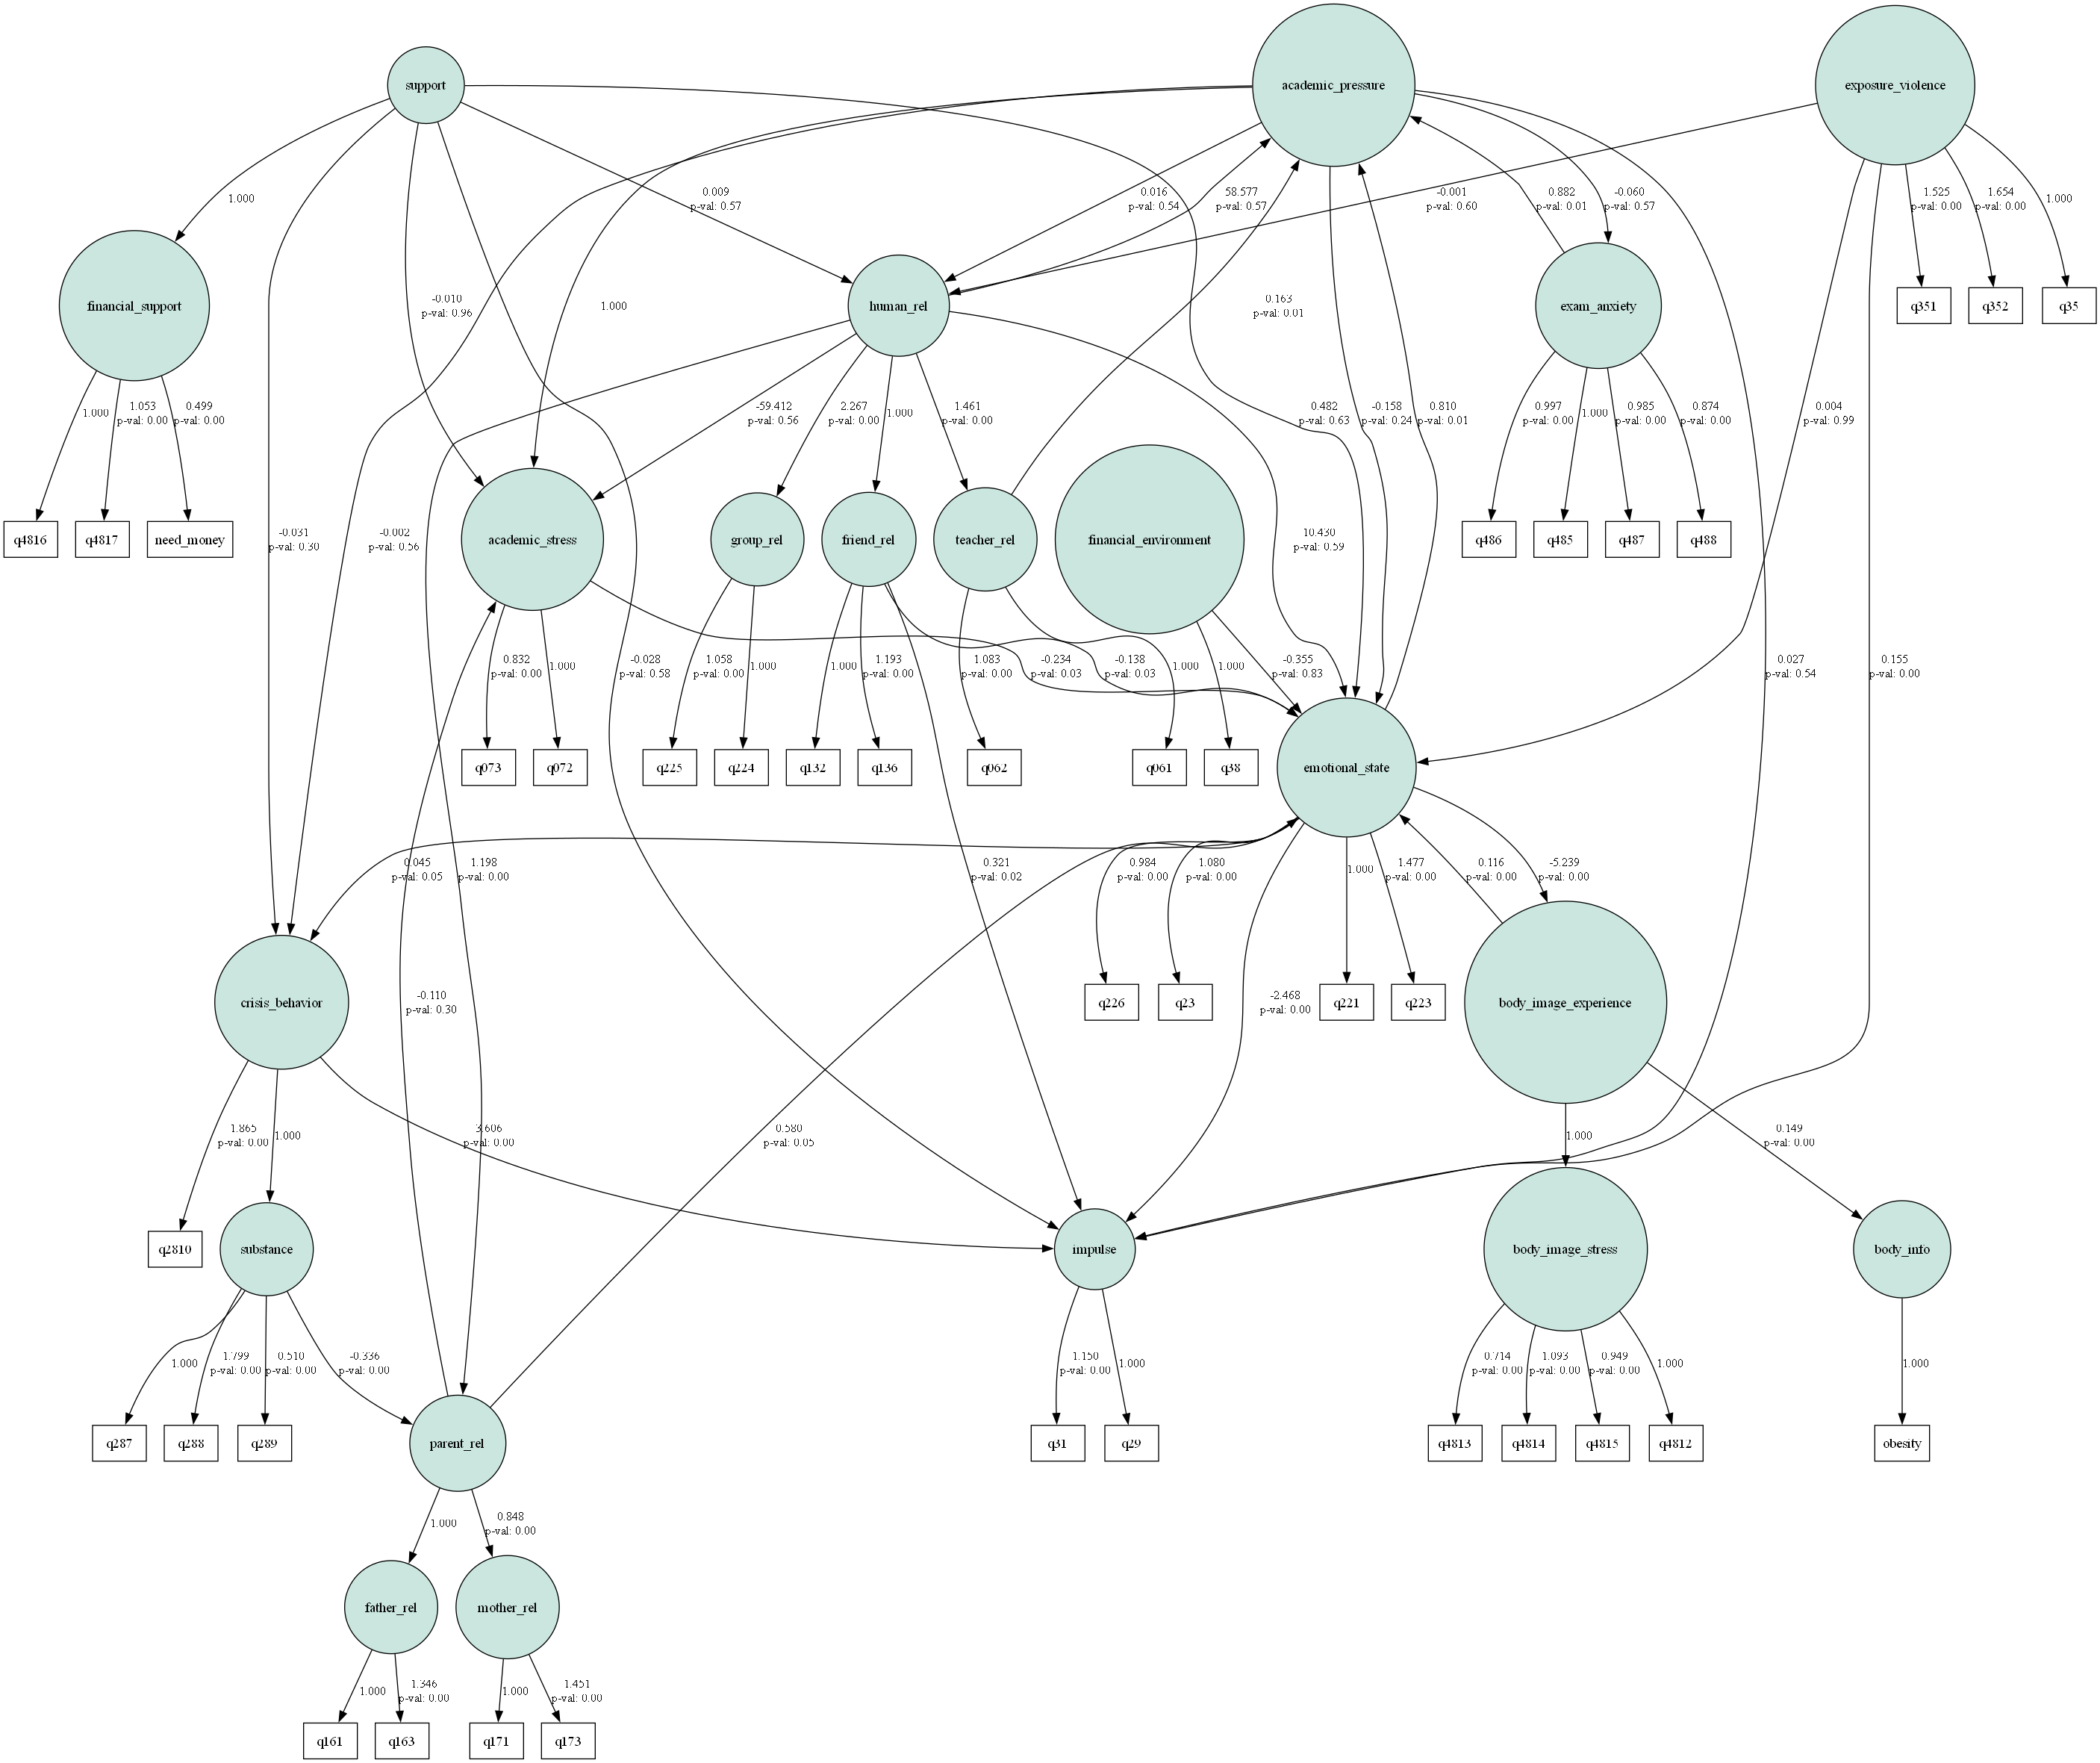 support
academic_pressure
exposure_violence
1.000
0.009
p-val: 0.57
0.016
p-val: 0.54
58.577
p-val: 0.57
-0.001
p-val: 0.60
0.882
p-val: 0.01
-0.060
p-val: 0.57
1.525
p-val: 0.00
1.654
p-val: 0.00
1.000
financial_support
-0.010
p-val: 0.96
1.000
human_rel
0.163
p-val: 0.01
exam_anxiety
q351
q352
q35
1.000
1.053
p-val: 0.00
0.499
p-val: 0.00
-59.412
p-val: 0.56
2.267
p-val: 0.00
1.000
1.461
p-val: 0.00
0.482
p-val: 0.63
-0.158
p-val: 0.24
0.810
p-val: 0.01
0.997
p-val: 0.00
1.000
0.985
p-val: 0.00
0.874
p-val: 0.00
0.004
p-val: 0.99
q4816
q4817
need_money
-0.031
p-val: 0.30
-0.002
p-val: 0.56
academic_stress
group_rel
friend_rel
teacher_rel
financial_environment
10.430
p-val: 0.59
q486
q485
q487
q488
0.832
p-val: 0.00
1.000
-0.028
p-val: 0.58
1.058
p-val: 0.00
1.000
1.000
1.193
p-val: 0.00
1.083
p-val: 0.00
-0.234
p-val: 0.03
-0.138
p-val: 0.03
1.000
1.000
-0.355
p-val: 0.83
0.027
p-val: 0.54
0.155
p-val: 0.00
q073
q072
q225
q224
q132
q136
q062
q061
q38
emotional_state
0.045
p-val: 0.05
1.198
p-val: 0.00
0.321
p-val: 0.02
0.984
p-val: 0.00
1.080
p-val: 0.00
1.000
1.477
p-val: 0.00
0.116
p-val: 0.00
-5.239
p-val: 0.00
crisis_behavior
-0.110
p-val: 0.30
q226
q23
-2.468
p-val: 0.00
q221
q223
body_image_experience
1.865
p-val: 0.00
1.000
3.606
p-val: 0.00
0.580
p-val: 0.05
1.000
0.149
p-val: 0.00
q2810
substance
impulse
body_image_stress
body_info
1.000
1.799
p-val: 0.00
0.510
p-val: 0.00
-0.336
p-val: 0.00
1.150
p-val: 0.00
1.000
0.714
p-val: 0.00
1.093
p-val: 0.00
0.949
p-val: 0.00
1.000
1.000
q287
q288
q289
parent_rel
q31
q29
q4813
q4814
q4815
q4812
obesity
1.000
0.848
p-val: 0.00
father_rel
mother_rel
1.000
1.346
p-val: 0.00
1.000
1.451
p-val: 0.00
q161
q163
q171
q173